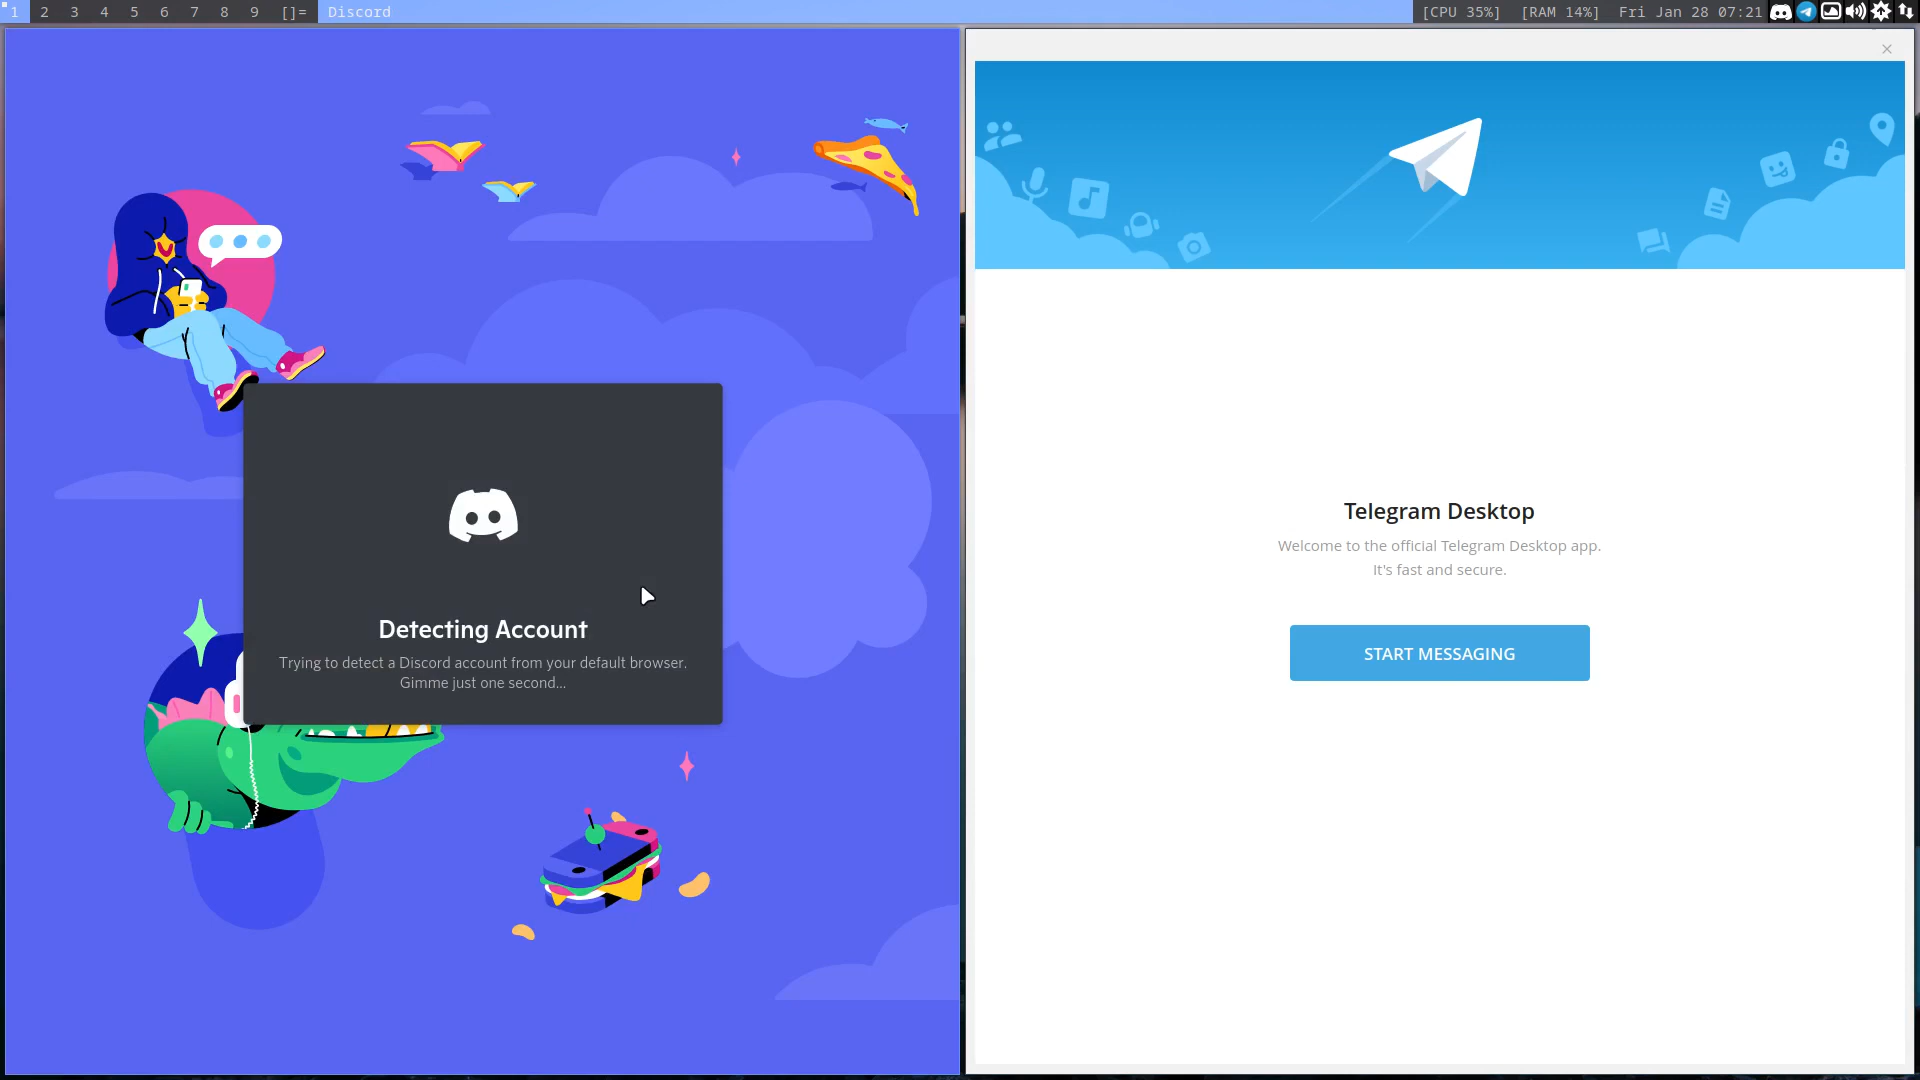 1 2 3 4 5 6 7 8 9 []= Discord [CPU 35%] [RAM 14%] Fri Jan 28 07:21
Detecting Account
Trying to detect a Discord account from your default browser.
Gimme just one second...
Telegram Desktop
Welcome to the official Telegram Desktop app.
It's fast and secure.
START MESSAGING